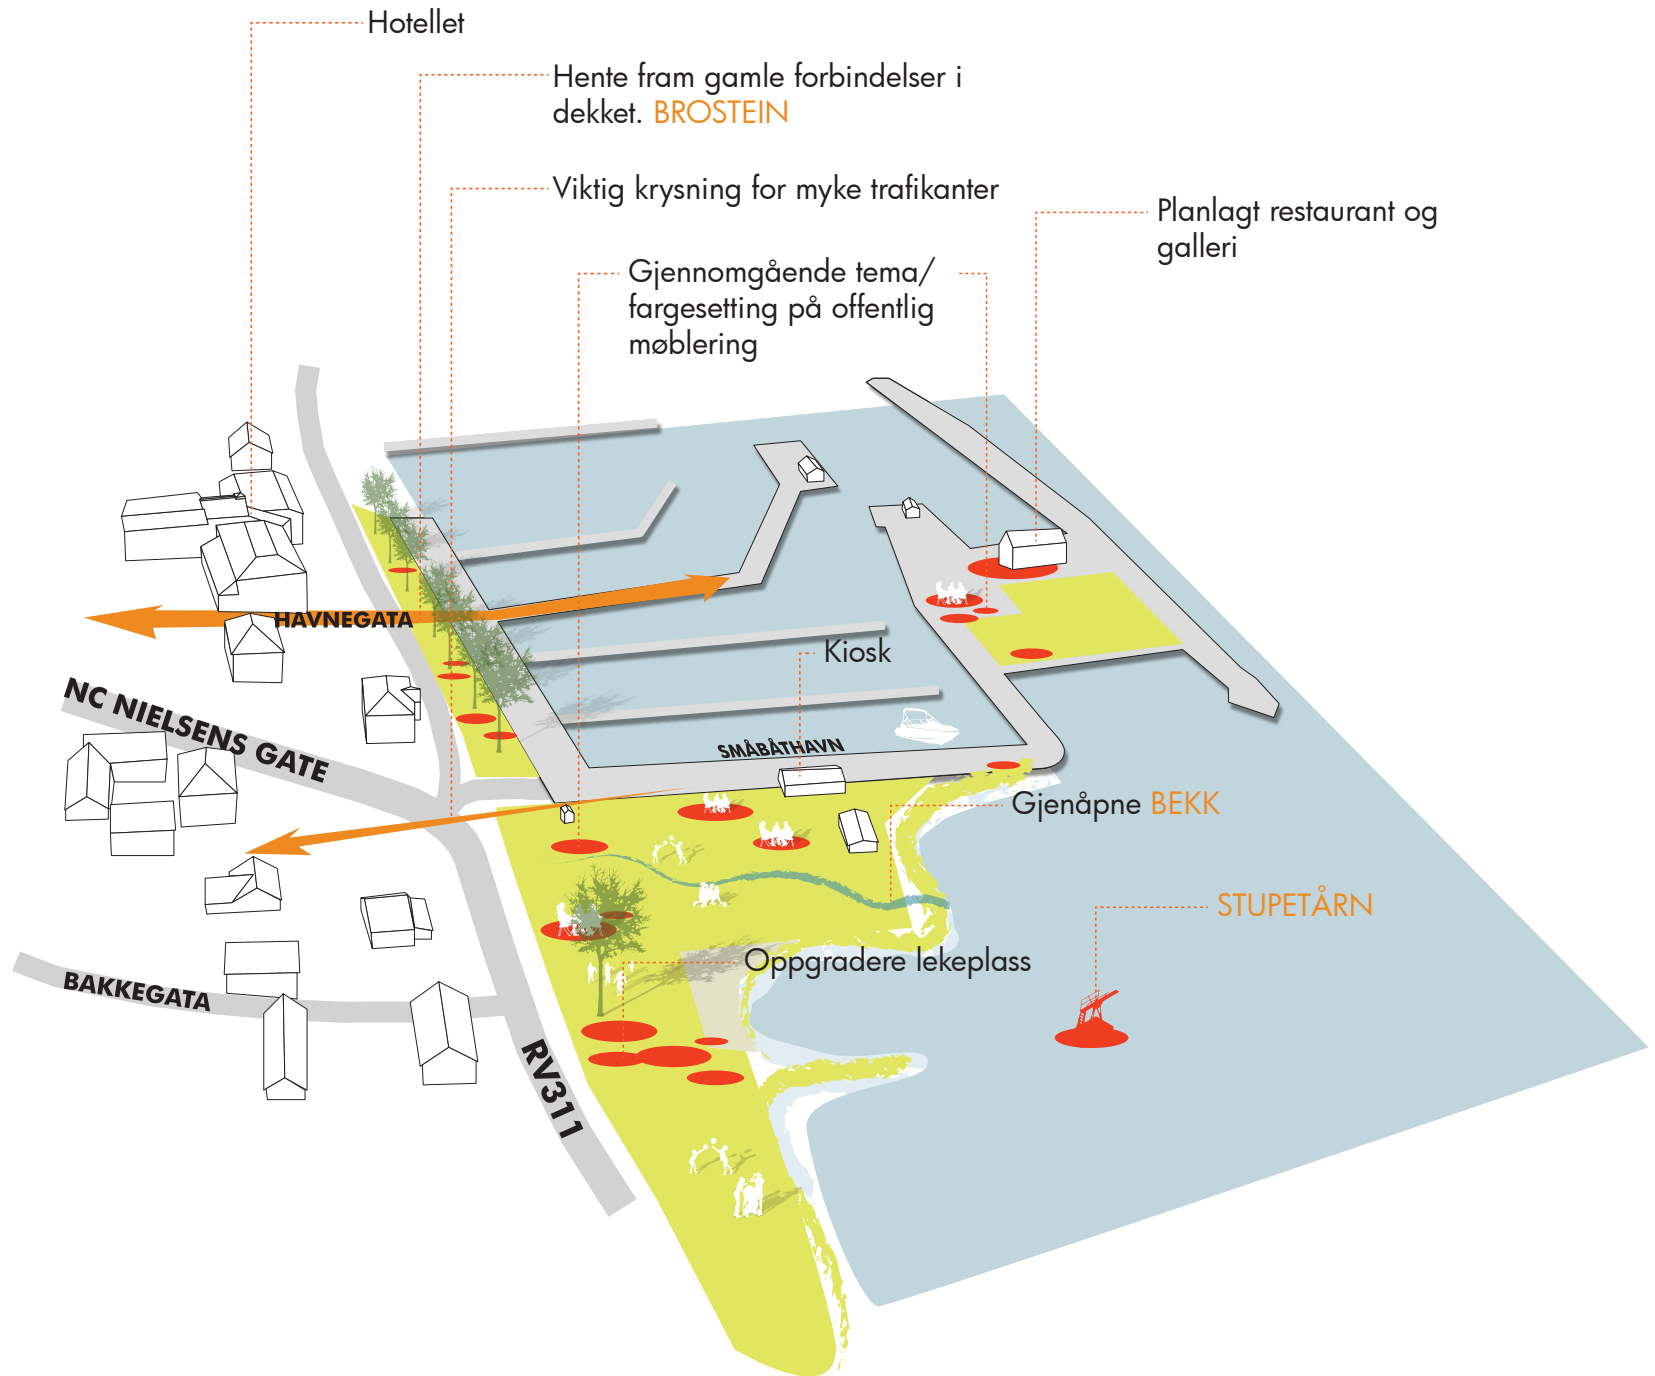 Hotellet
Hente fram gamle forbindelser i
dekket. BROSTEIN
Viktig krysning for myke trafikanter
Planlagt restaurant og
galleri
Gjennomgående tema/
fargesetting på offentlig
møblering
HAVNEGATA
Kiosk
NC NIELSENS GATE
SMÅBÅTHAVN
Gjenåpne BEKK
STUPETÅRN
Oppgradere lekeplass
BAKKEGATA
RV311